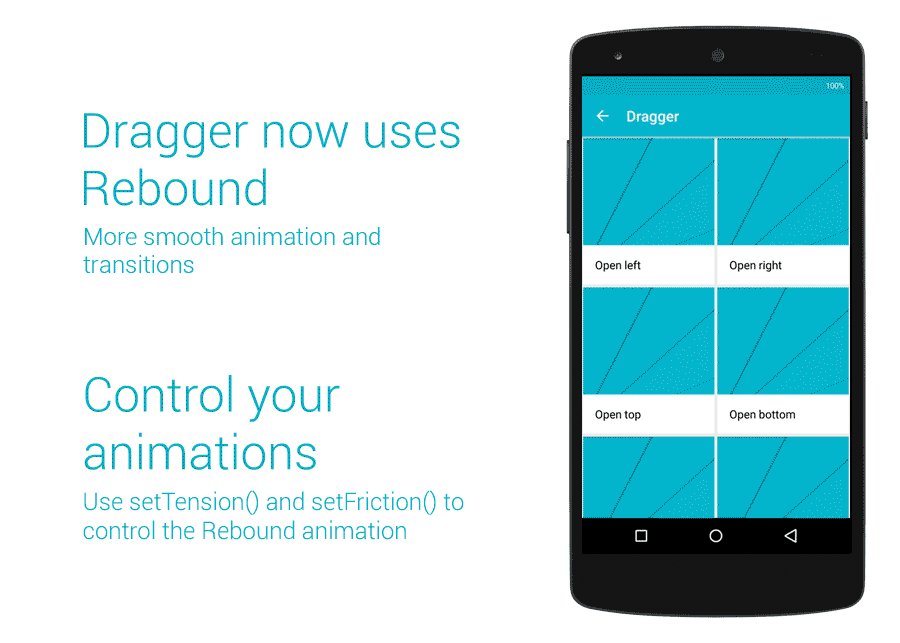 Dragger now uses
Rebound
More smooth animation and
transitions
Control your
animations
Use setTension() and setFriction() to
control the Rebound animation
100%
Dragger
Open left
Open right
Open top
Open bottom